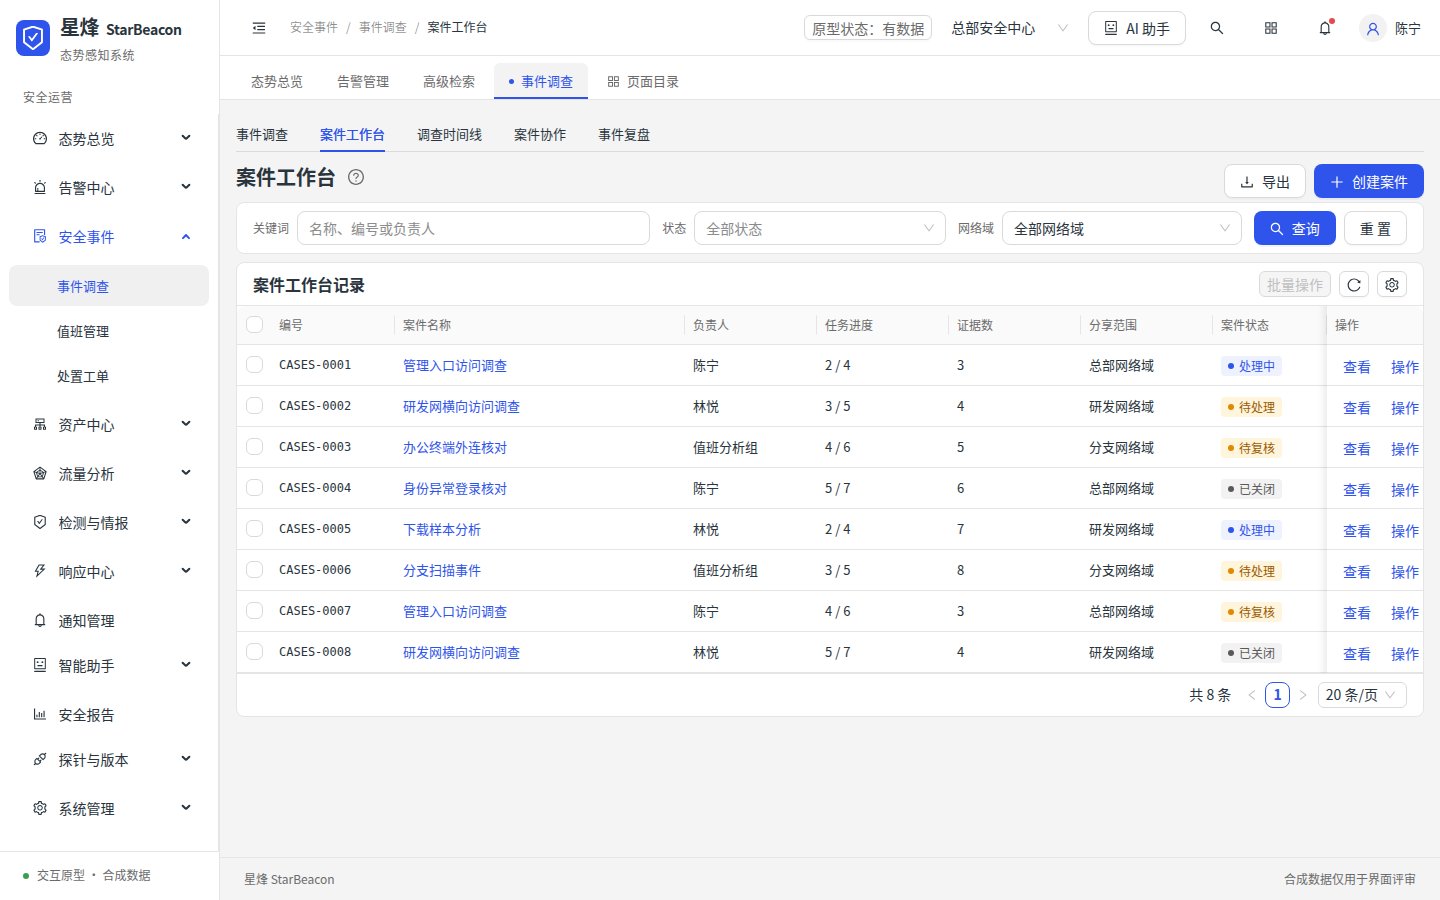 星烽 StarBeacon
态势感知系统
安全运营
态势总览
告警中心
安全事件
事件调查
值班管理
处置工单
资产中心
流量分析
检测与情报
响应中心
通知管理
智能助手
安全报告
探针与版本
系统管理
交互原型 · 合成数据
安全事件 / 事件调查 / 案件工作台
原型状态：有数据 总部安全中心 AI 助手 陈宁
态势总览 告警管理 高级检索 事件调查 页面目录
事件调查 案件工作台 调查时间线 案件协作 事件复盘
案件工作台
导出 创建案件
关键词 名称、编号或负责人 状态 全部状态 网络域 全部网络域 查询 重 置
案件工作台记录 批量操作
编号 案件名称 负责人 任务进度 证据数 分享范围 案件状态 操作
CASES-0001 管理入口访问调查 陈宁 2 / 4 3 总部网络域 处理中 查看 操作
CASES-0002 研发网横向访问调查 林悦 3 / 5 4 研发网络域 待处理 查看 操作
CASES-0003 办公终端外连核对 值班分析组 4 / 6 5 分支网络域 待复核 查看 操作
CASES-0004 身份异常登录核对 陈宁 5 / 7 6 总部网络域 已关闭 查看 操作
CASES-0005 下载样本分析 林悦 2 / 4 7 研发网络域 处理中 查看 操作
CASES-0006 分支扫描事件 值班分析组 3 / 5 8 分支网络域 待处理 查看 操作
CASES-0007 管理入口访问调查 陈宁 4 / 6 3 总部网络域 待复核 查看 操作
CASES-0008 研发网横向访问调查 林悦 5 / 7 4 研发网络域 已关闭 查看 操作
共 8 条 1 20 条/页
星烽 StarBeacon 合成数据仅用于界面评审